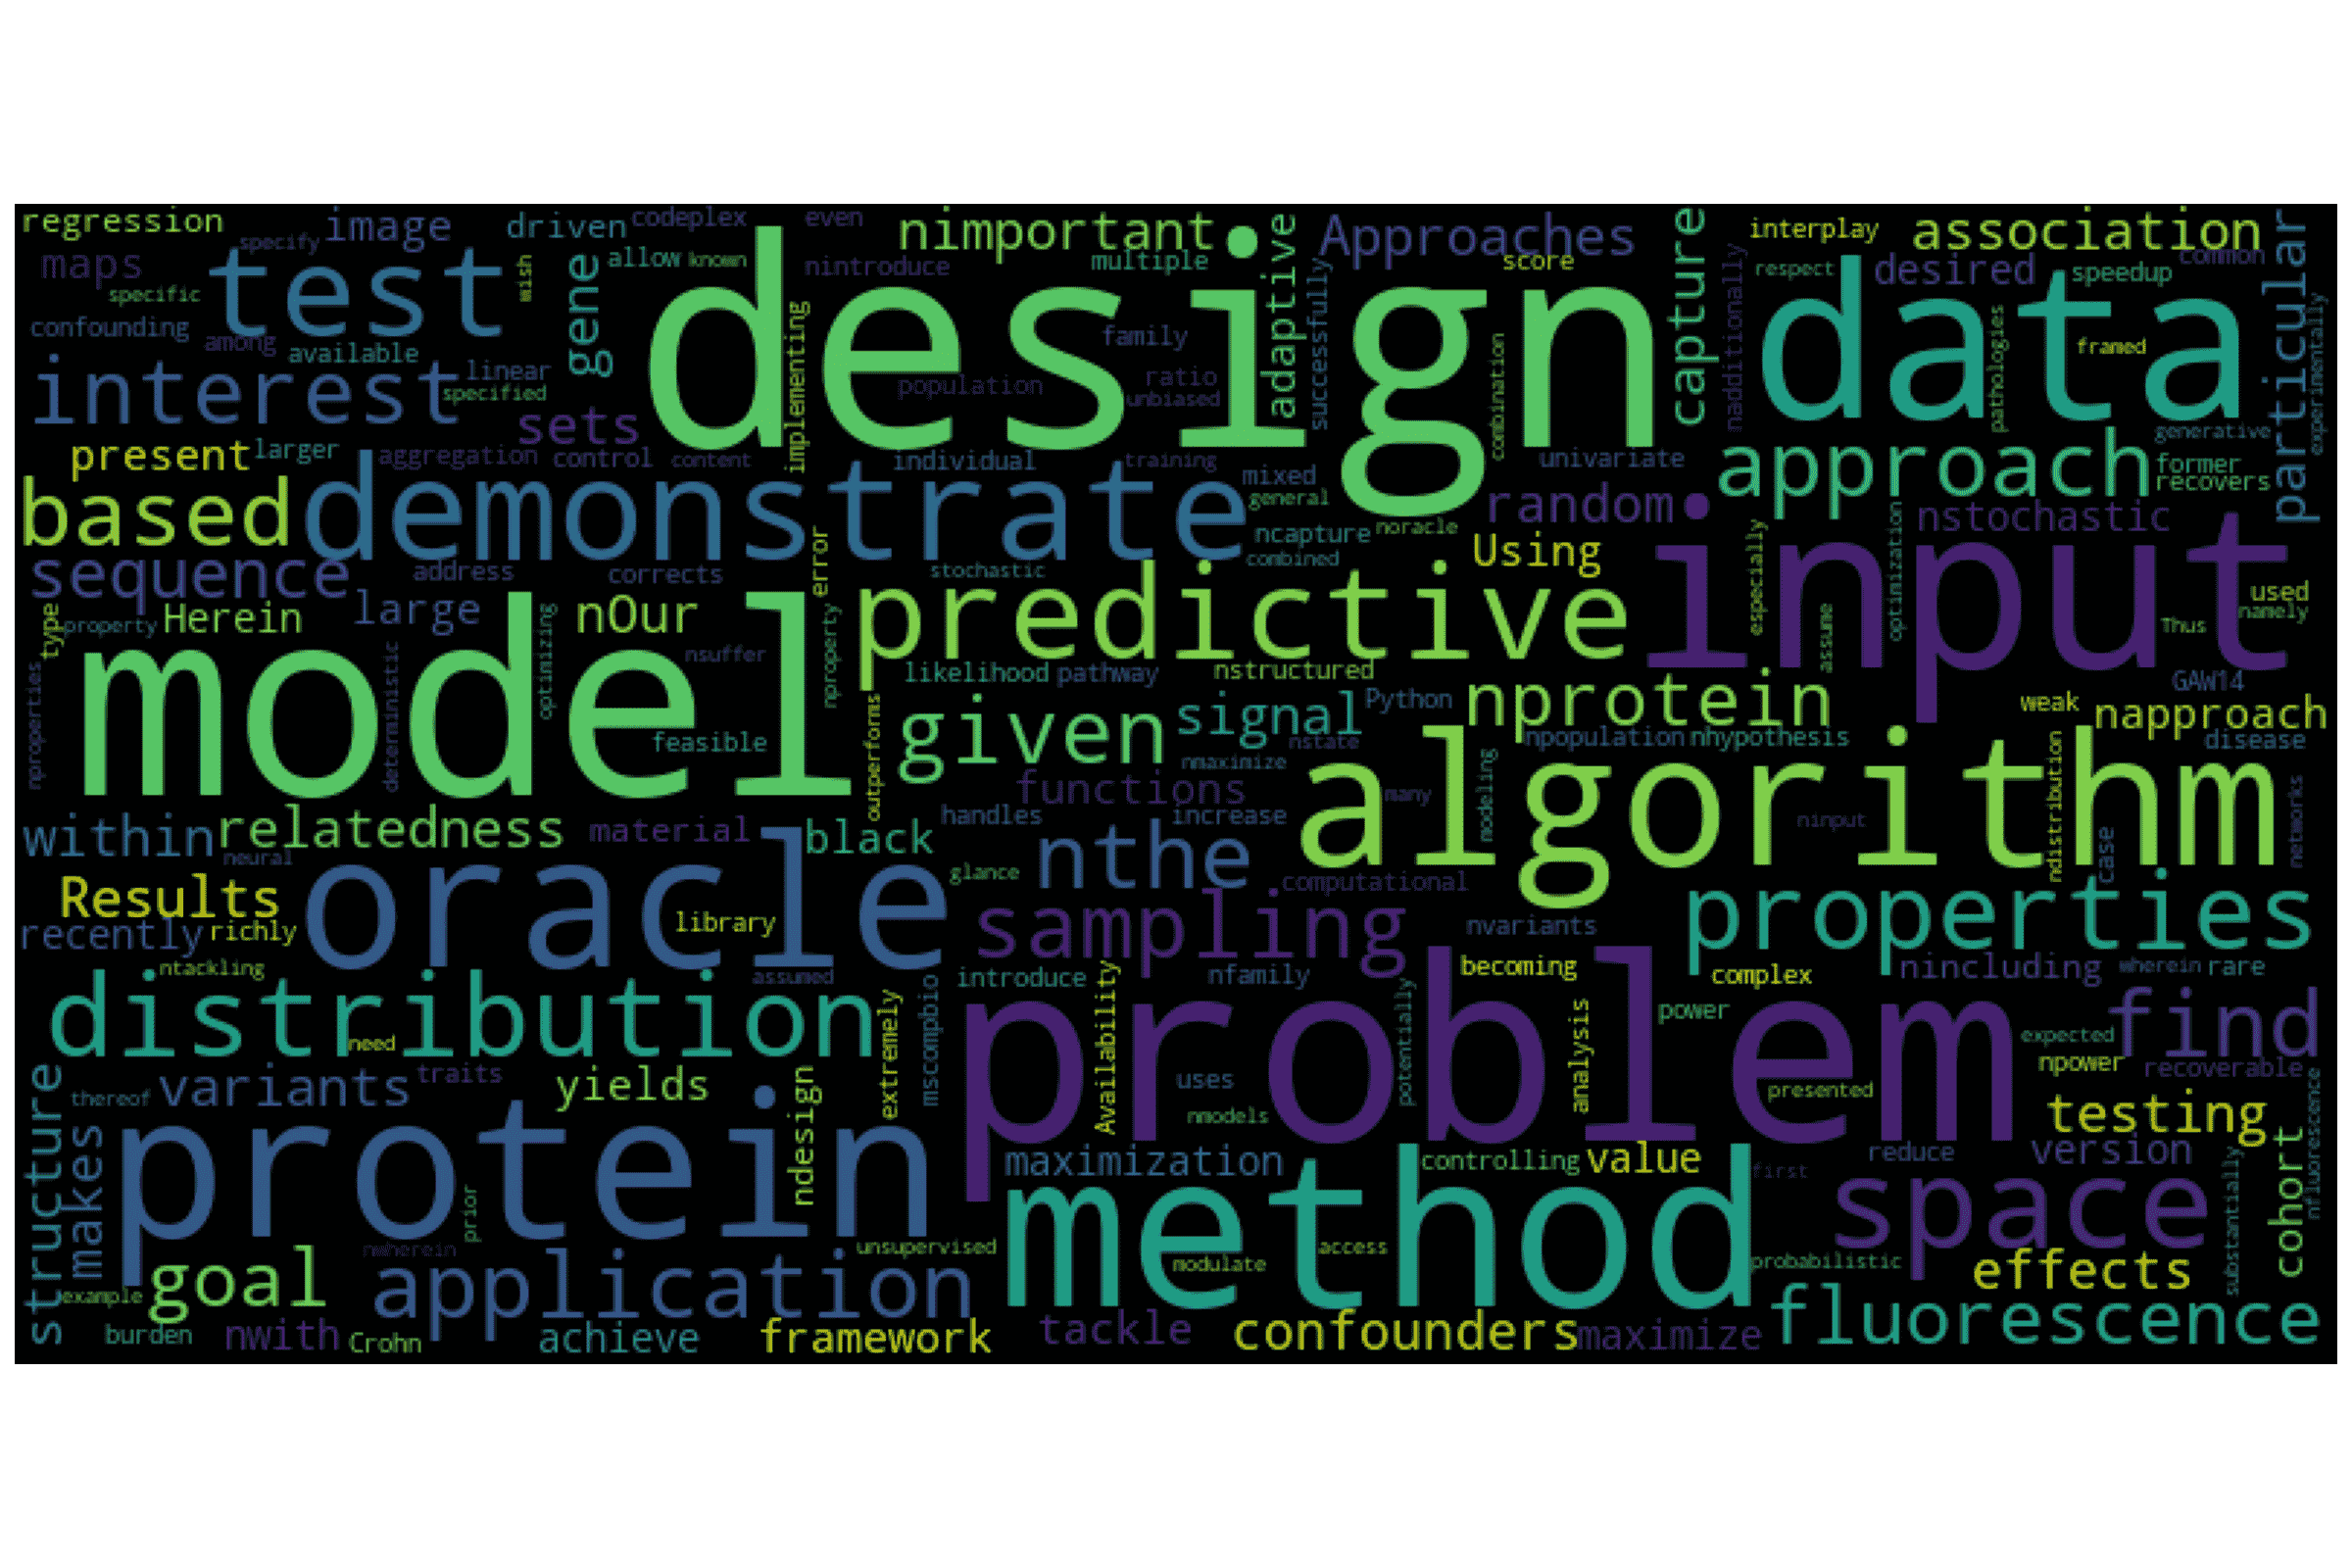 regression
specify
image
driven
codeplex
even
nimportant
adaptive
Approaches
capture
interplay
association
particular
maps
test
wish
gene
allow
known
design
nintroduce
multiple
successfully
score
nadditionally
respect
desired
speedup
common
experimentally
specific
confounding
among
available
implementing
family
data
pathologies
framed
interest
linear
specified
population
ratio
unbiased
combination
sets
present
larger
aggregation
control
content
individual
training
mixed
general
univariate
approach
generative
former
recovers
based
demonstrate
noracle
random
nstochastic
sequence
address
corrects
error
stochastic
ncapture
combined
Using
especially
input
optimization
used
namely
Thus
type
property
Herein
large
optimizing
nOur
predictive
assume
nproperties
model
deterministic
nsuffer
nproperty
likelihood
pathway
nstructured
GAW14
feasible
outperforms
given
signal
Python
nprotein
weak
napproach
nstate
nmaximize
npopulation
nhypothesis
disease
functions
many
modeling
algorithm
ndistribution
networks
within
relatedness
material
black
handles
increase
ninput
case
neural
oracle
nthe
glance
computational
Results
library
sampling
properties
recently
richly
nvariants
ntackling
assumed
introduce
nfamily
becoming
complex
nincluding
wherein
rare
distribution
need
extremely
mscompbio
Availability
problem
potentially
analysis
power
find
expected
structure
thereof
variants
traits
yields
ndesign
uses
nmodels
presented
npower
recoverable
nfluorescence
makes
protein
prior
testing
maximization
controlling
value
first
reduce
version
cohort
substantially
nwherein
unsupervised
method
modulate
access
space
probabilistic
effects
example
goal
application
fluorescence
burden
nwith
Crohn
achieve
framework
tackle
confounders
maximize